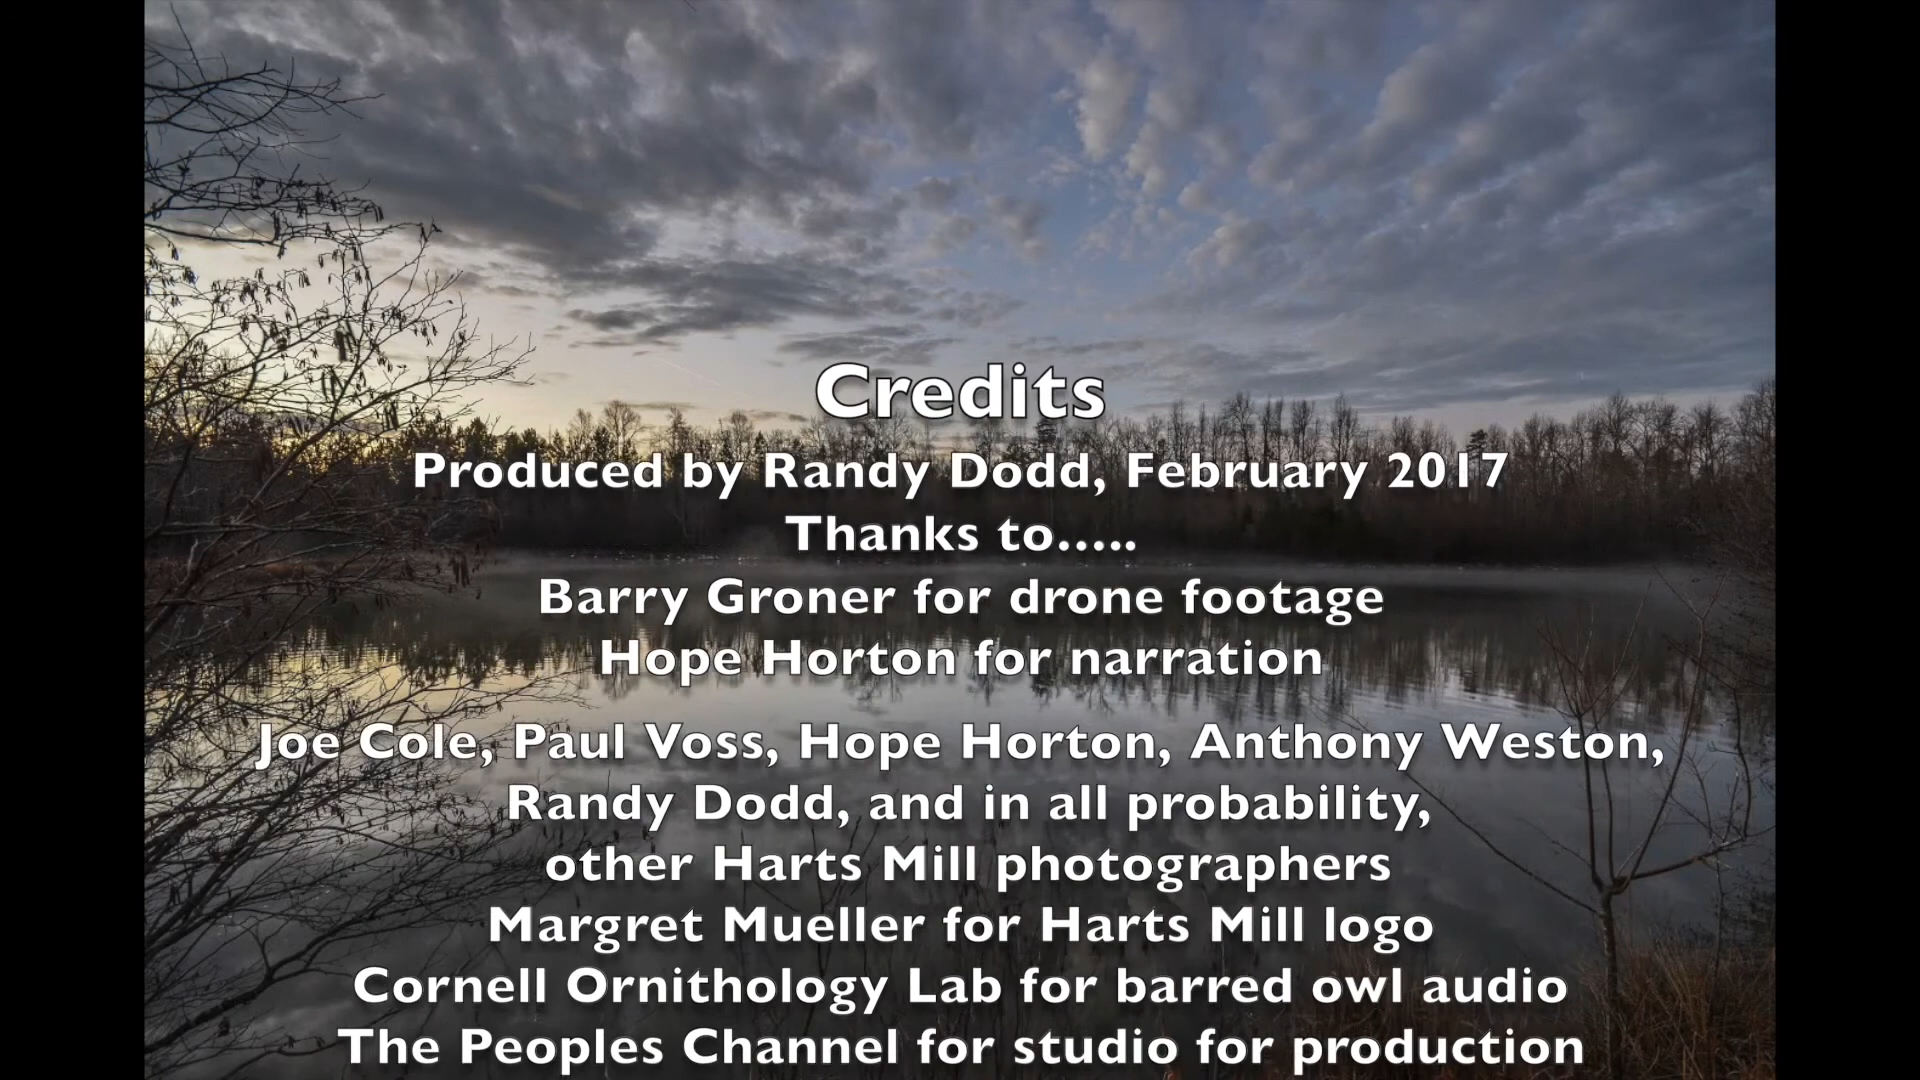 Credits
Produced by Randy Dodd, February 2017
Thanks to.....
Barry Groner for drone footage
Hope Horton for narration
Joe Cole, Paul Voss, Hope Horton, Anthony Weston,
Randy Dodd, and in all probability,
other Harts Mill photographers
Margret Mueller for Harts Mill logo
Cornell Ornithology Lab for barred owl audio
The Peoples Channel for studio for production